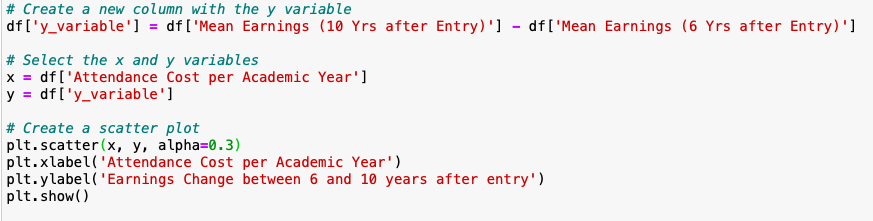 # Create a new column with the y variable
df['y_variable'] = df['Mean Earnings (10 Yrs after Entry)'] - df['Mean Earnings (6 Yrs after Entry)']
# Select the x and y variables
x = df['Attendance Cost per Academic Year']
y = df['y_variable']
# Create a scatter plot
plt.scatter(x, y, alpha=0.3)
plt.xlabel('Attendance Cost per Academic Year')
plt.ylabel('Earnings Change between 6 and 10 years after entry')
plt.show()